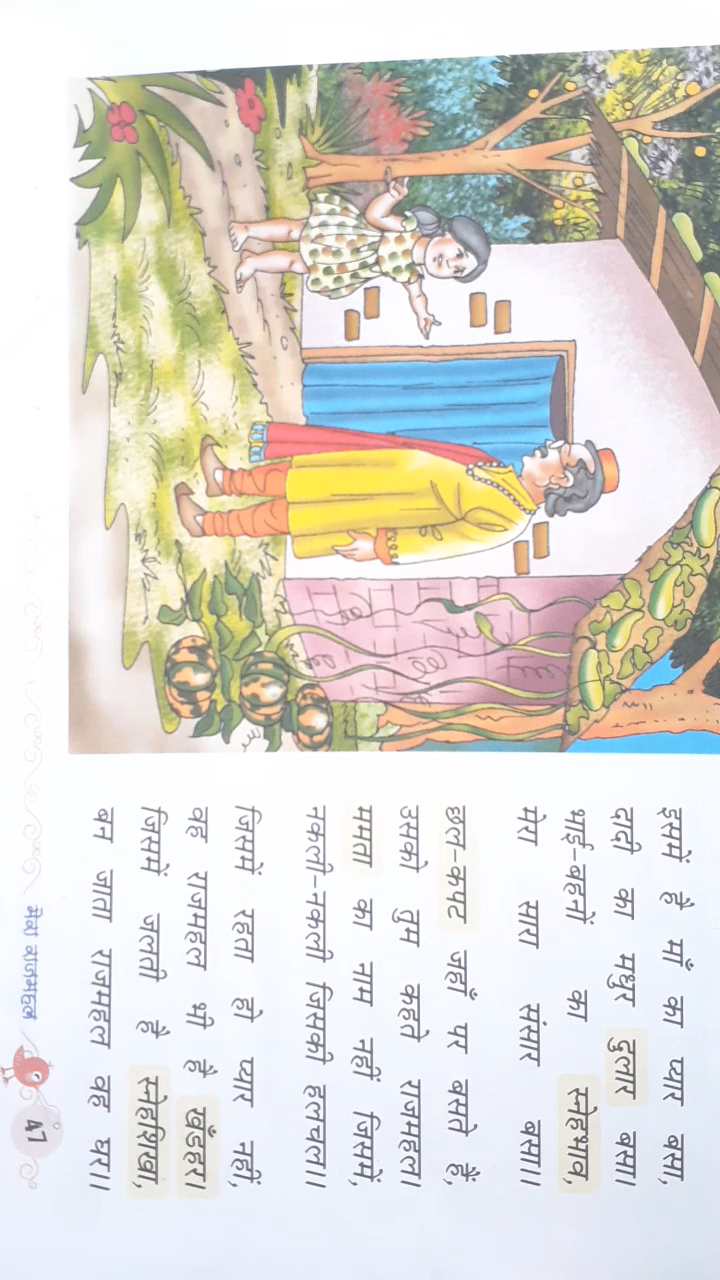 इसमें है माँ का प्यार बसा,
दादी का मधुर दुलार बसा।
भाई-बहनों का स्नेहभाव,
मेरा सारा संसार बसा॥
छल-कपट जहाँ पर बसते हैं,
उसको तुम कहते राजमहल।
ममता का नाम नहीं जिसमें,
नकली-नकली जिसकी हलचल॥
जिसमें रहता हो प्यार नहीं,
वह राजमहल भी है खँडहर।
जिसमें जलती है स्नेहशिखा,
बन जाता राजमहल वह घर॥
मेरा राजमहल
47